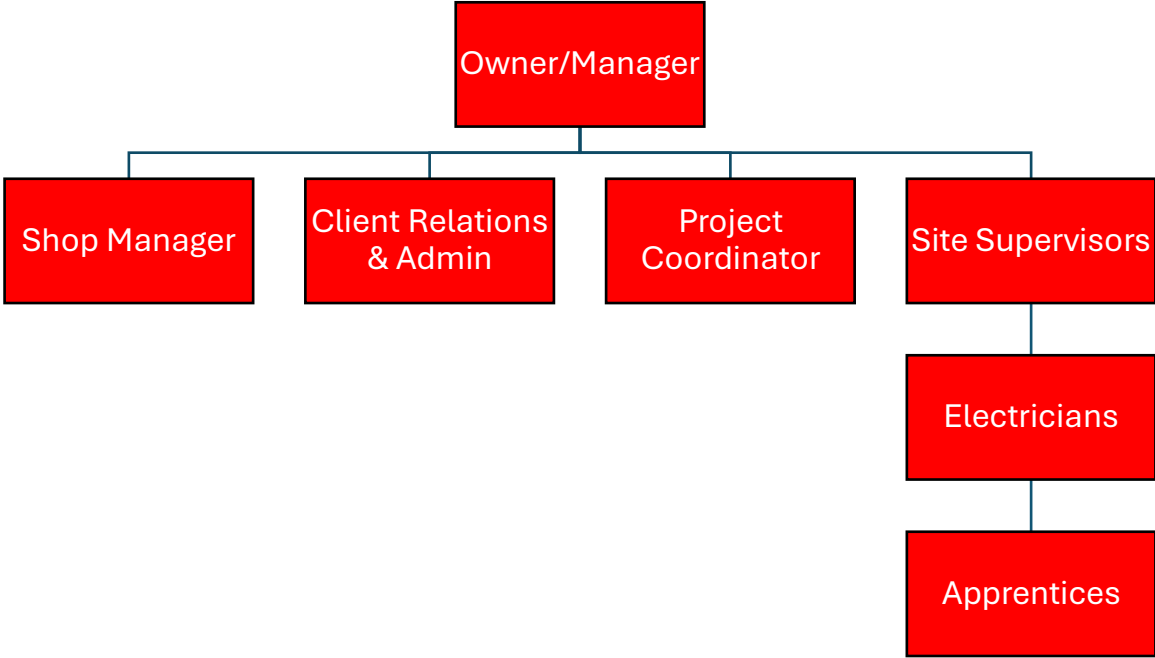 Owner/Manager
Shop Manager
Client Relations
& Admin
Project
Coordinator
Site Supervisors
Electricians
Apprentices